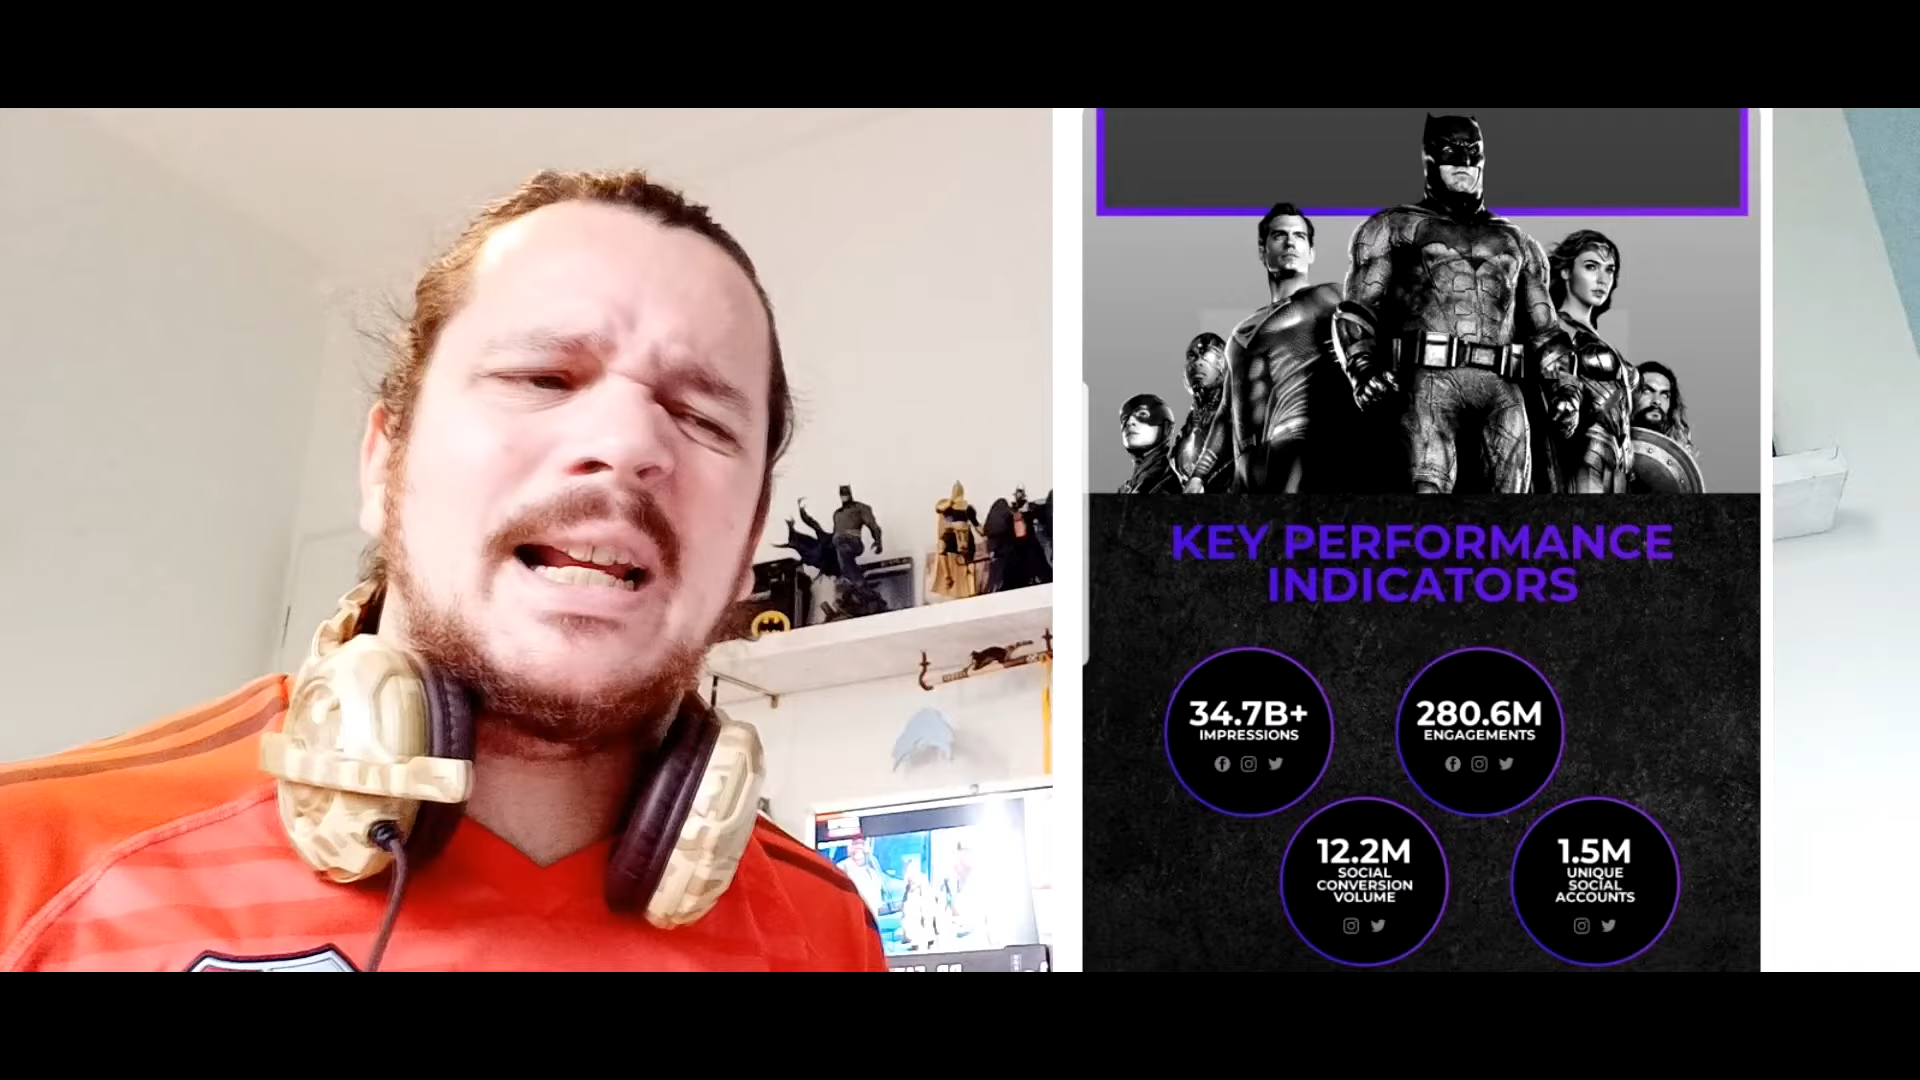 KEY PERFORMANCE
INDICATORS
34.7B+
IMPRESSIONS
280.6M
ENGAGEMENTS
12.2M
SOCIAL
CONVERSION
VOLUME
1.5M
UNIQUE
SOCIAL
ACCOUNTS